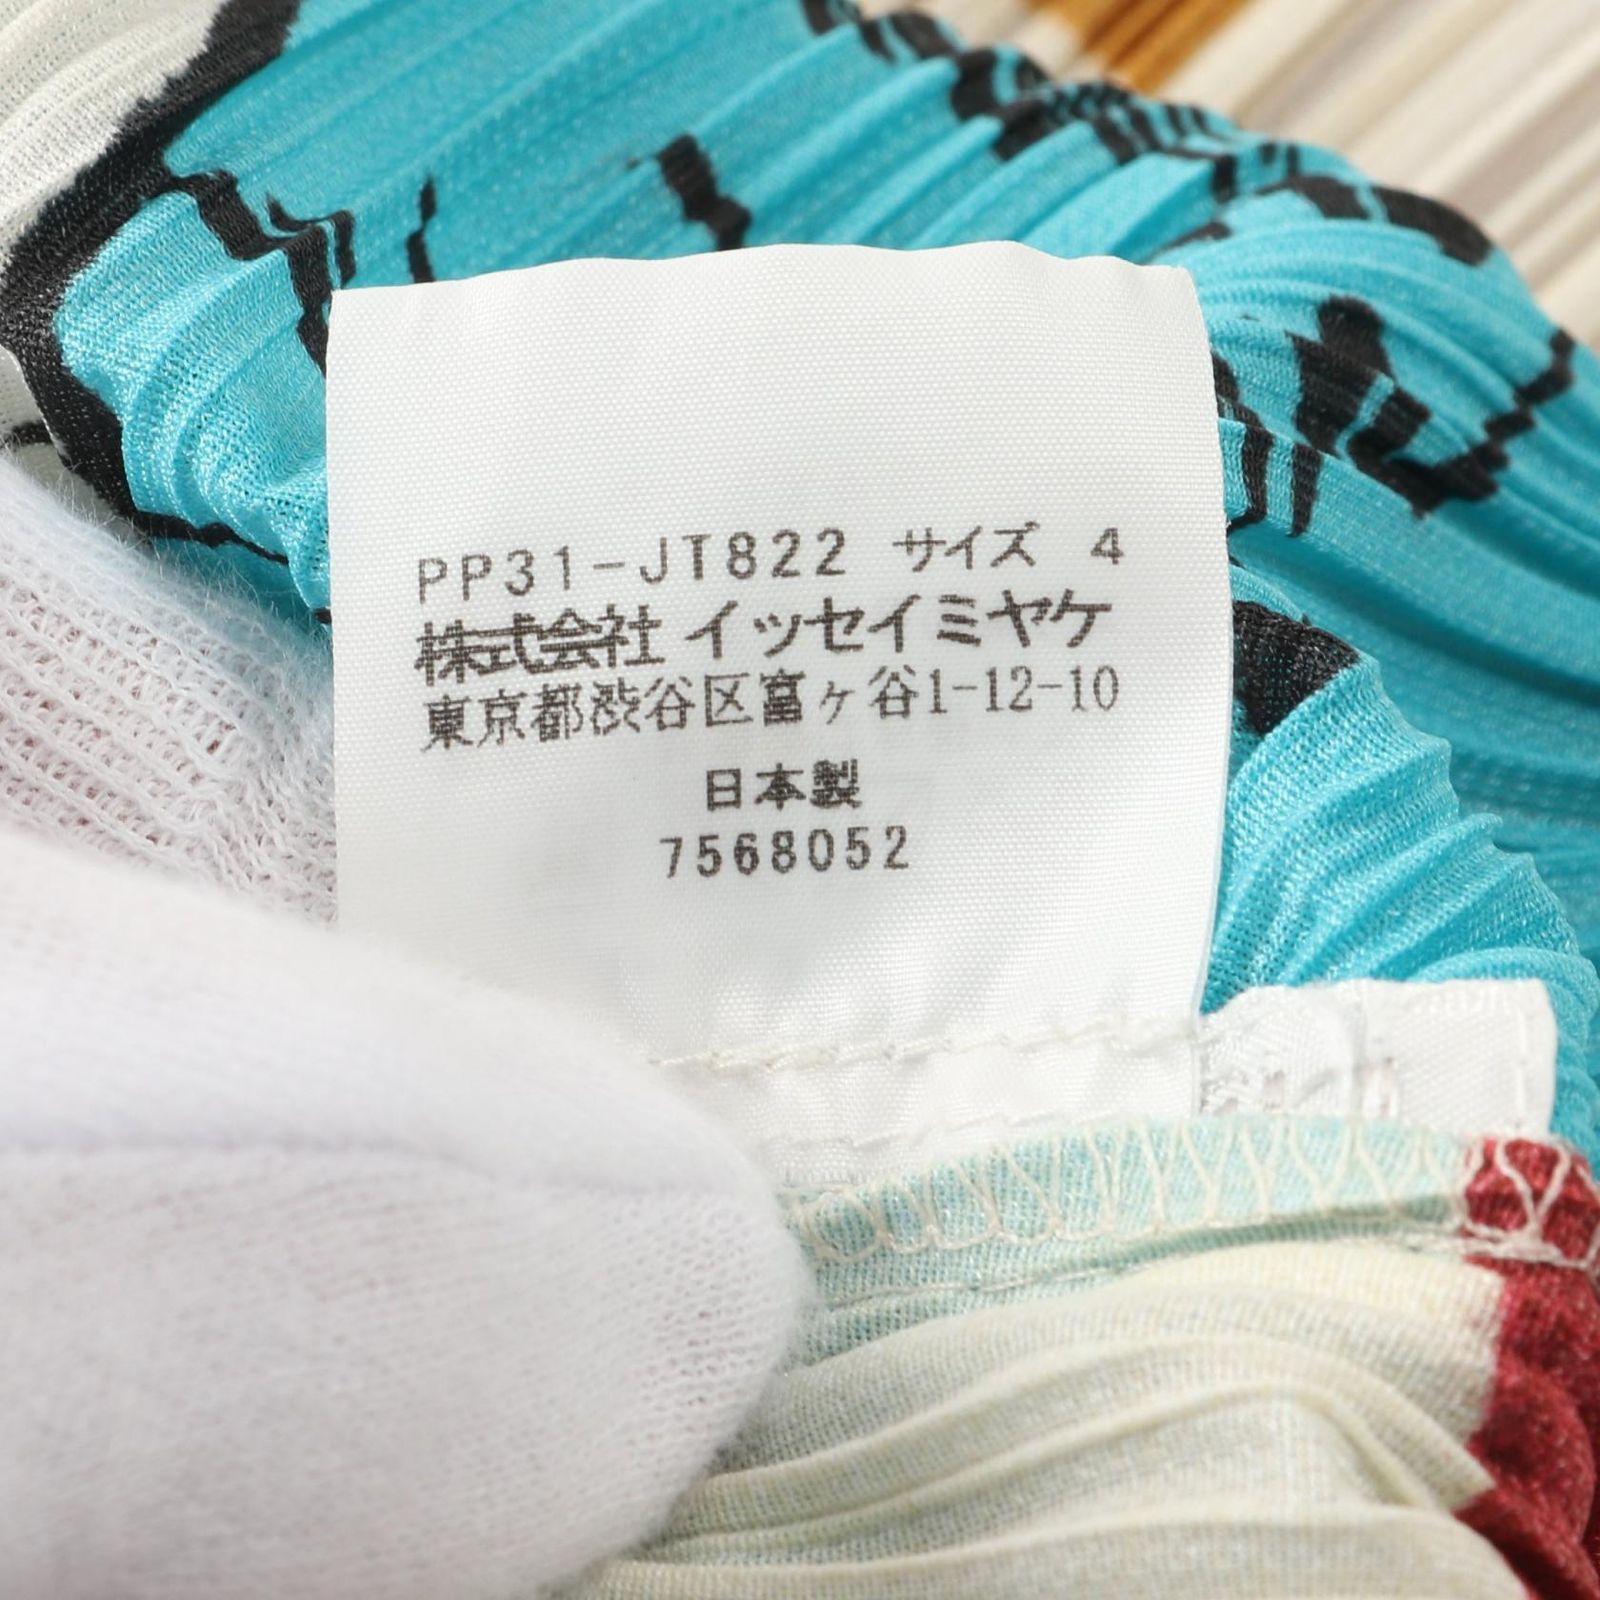 PP31-JT822 サイズ 4
株式会社 イッセイミヤケ
東京都渋谷区富ヶ谷1-12-10
日本製
7568052